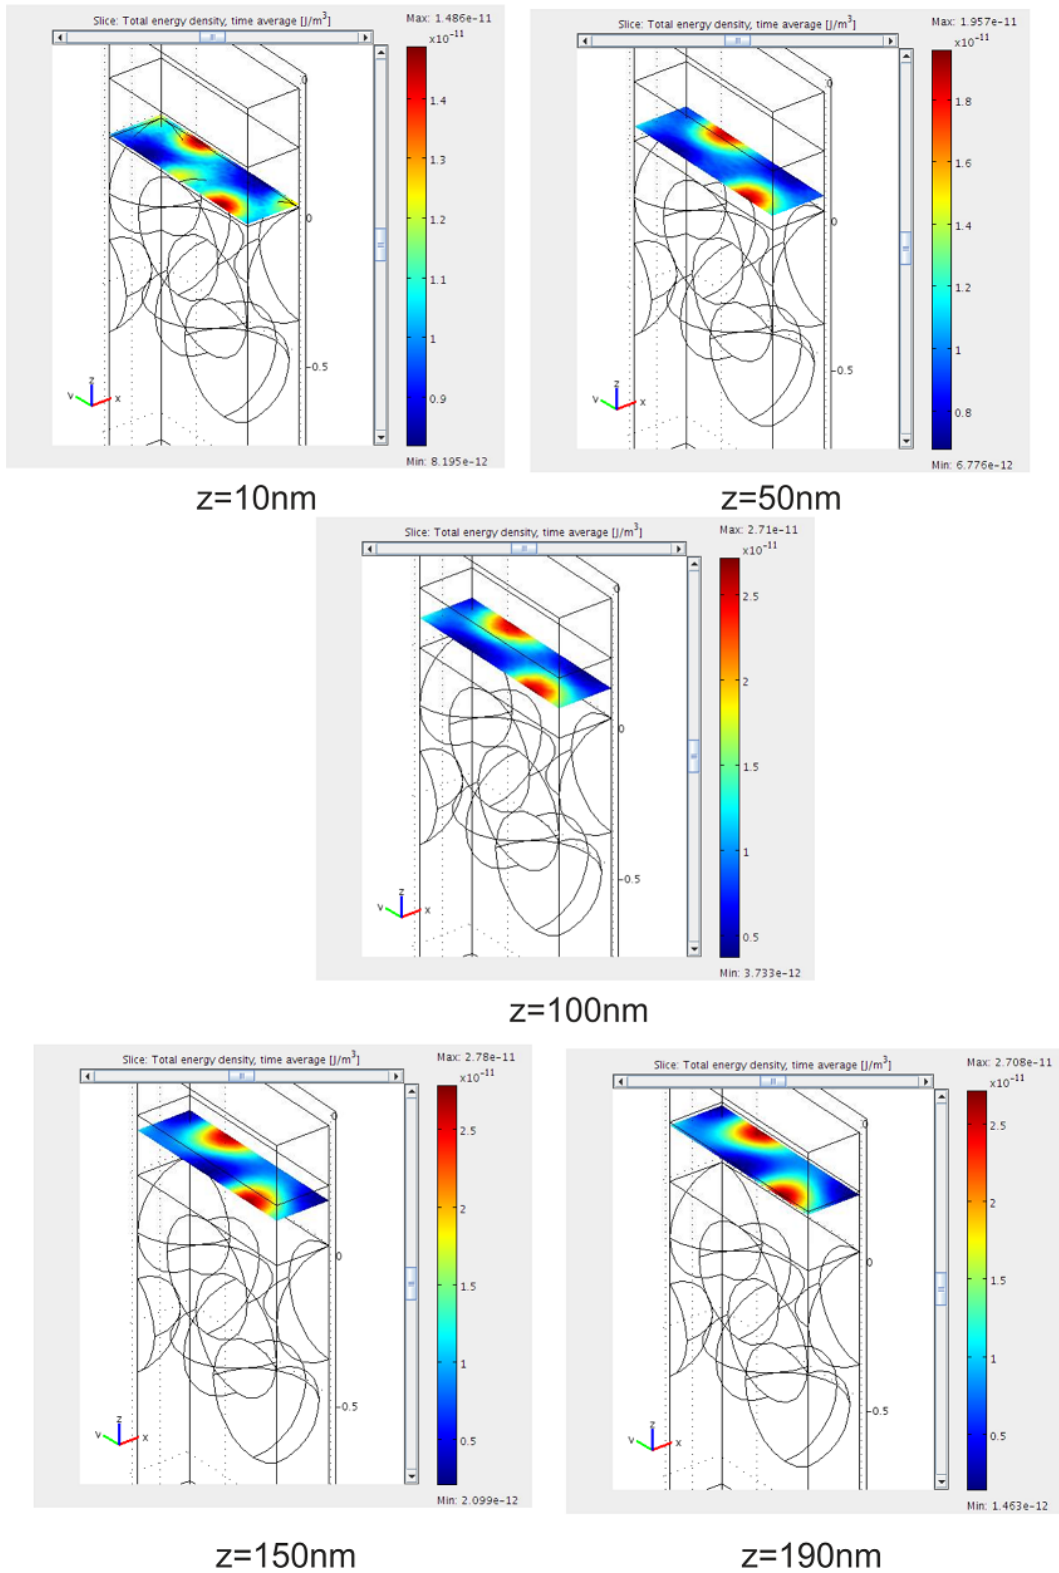 Slice: Total energy density, time average [J/m³]
Max: 1.486e-11
x10⁻¹¹
1.4
1.3
1.2
1.1
1
0.9
Min: 8.195e-12
0
0
-0.5
z
y
x
z=10nm
Slice: Total energy density, time average [J/m³]
Max: 1.957e-11
x10⁻¹¹
1.8
1.6
1.4
1.2
1
0.8
Min: 6.776e-12
0
0
-0.5
z
y
x
z=50nm
Slice: Total energy density, time average [J/m³]
Max: 2.71e-11
x10⁻¹¹
2.5
2
1.5
1
0.5
Min: 3.733e-12
0
0
-0.5
z
y
x
z=100nm
Slice: Total energy density, time average [J/m³]
Max: 2.78e-11
x10⁻¹¹
2.5
2
1.5
1
0.5
Min: 2.099e-12
0
0
-0.5
z
y
x
z=150nm
Slice: Total energy density, time average [J/m³]
Max: 2.708e-11
x10⁻¹¹
2.5
2
1.5
1
0.5
Min: 1.463e-12
0
0
-0.5
z
y
x
z=190nm